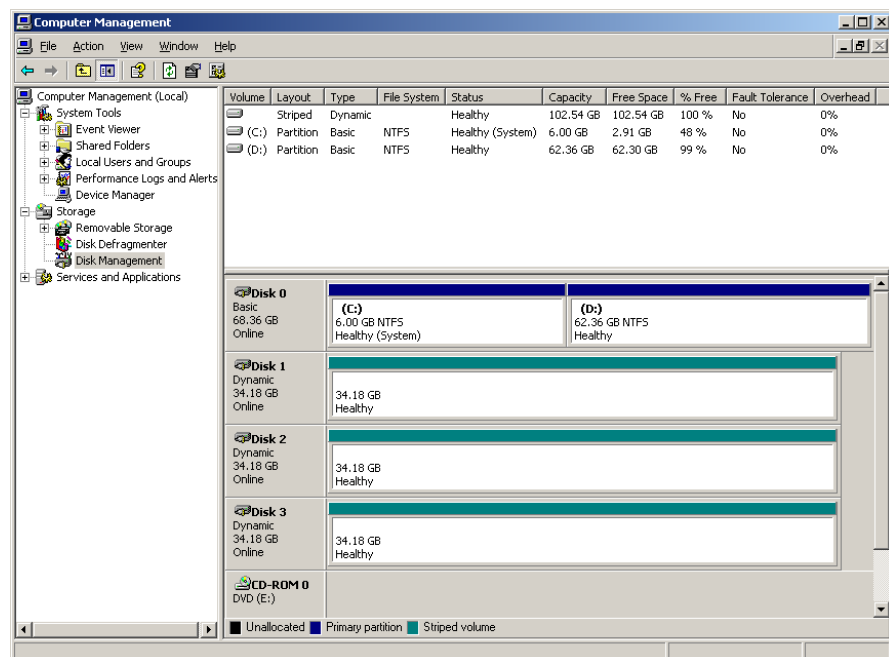 Computer Management
File Action View Window Help
Computer Management (Local)
System Tools
Event Viewer
Shared Folders
Local Users and Groups
Performance Logs and Alerts
Device Manager
Storage
Removable Storage
Disk Defragmenter
Disk Management
Services and Applications
Volume Layout Type File System Status Capacity Free Space % Free Fault Tolerance Overhead
Striped Dynamic Healthy 102.54 GB 102.54 GB 100 % No 0%
(C:) Partition Basic NTFS Healthy (System) 6.00 GB 2.91 GB 48 % No 0%
(D:) Partition Basic NTFS Healthy 62.36 GB 62.30 GB 99 % No 0%
Disk 0
Basic
68.36 GB
Online
(C:)
6.00 GB NTFS
Healthy (System)
(D:)
62.36 GB NTFS
Healthy
Disk 1
Dynamic
34.18 GB
Online
34.18 GB
Healthy
Disk 2
Dynamic
34.18 GB
Online
34.18 GB
Healthy
Disk 3
Dynamic
34.18 GB
Online
34.18 GB
Healthy
CD-ROM 0
DVD (E:)
Unallocated Primary partition Striped volume